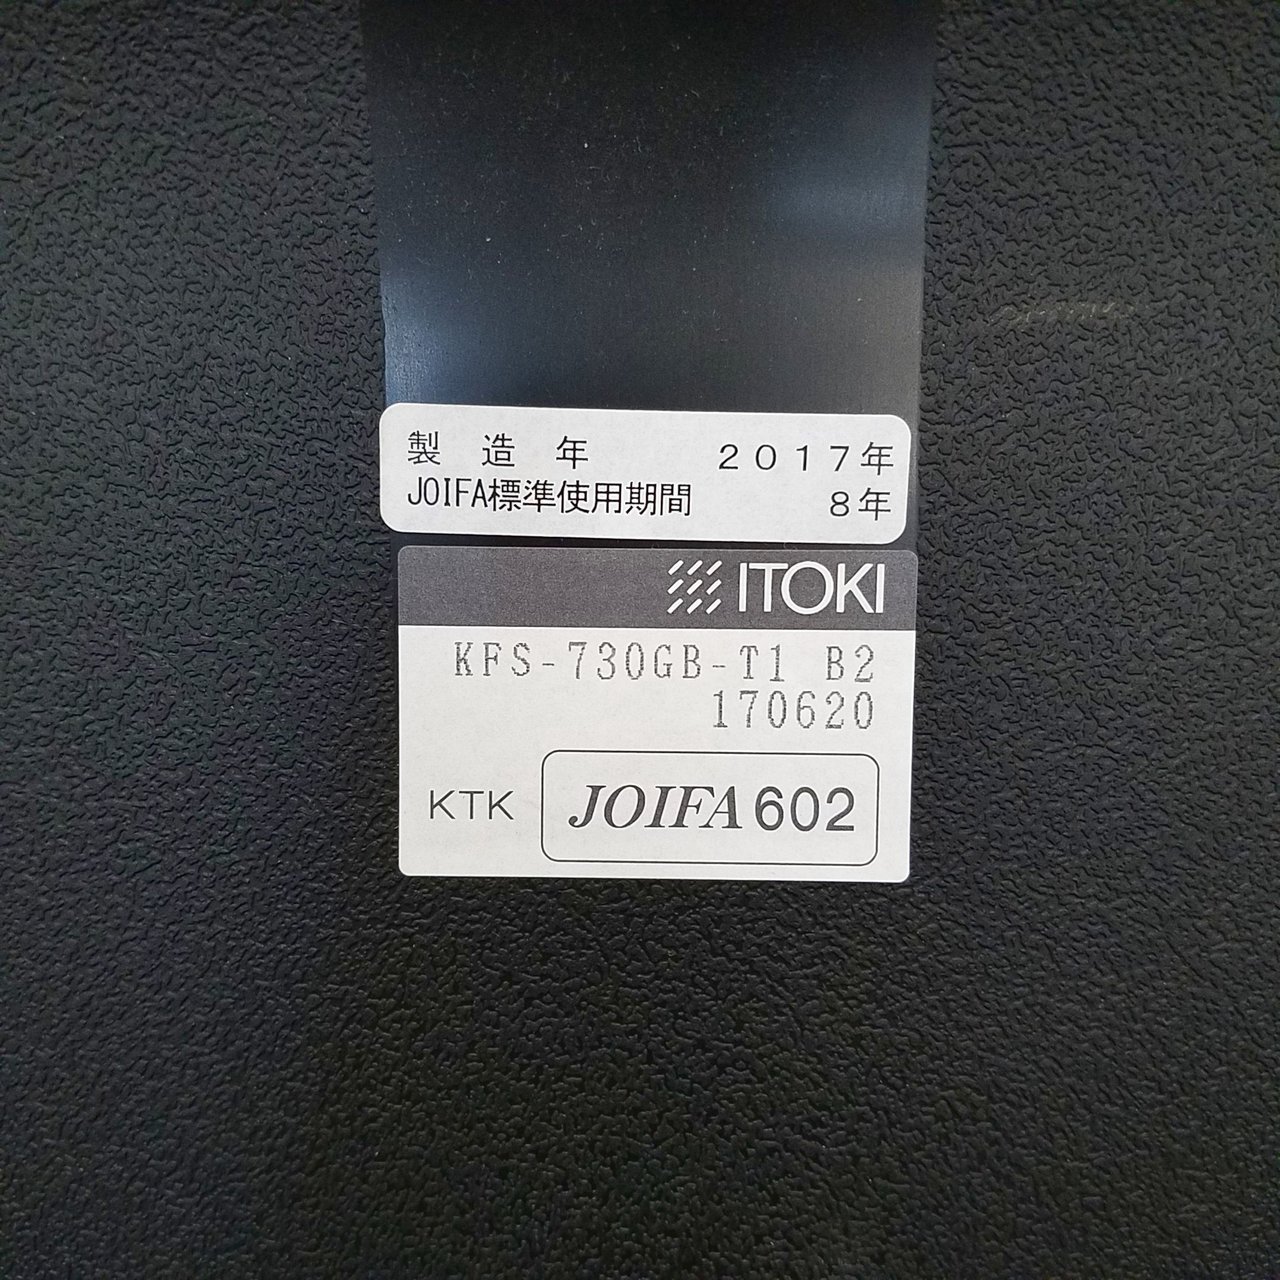 製造年 2017年
JOIFA標準使用期間 8年
ITOKI
KFS-730GB-T1 B2
170620
KTK JOIFA602